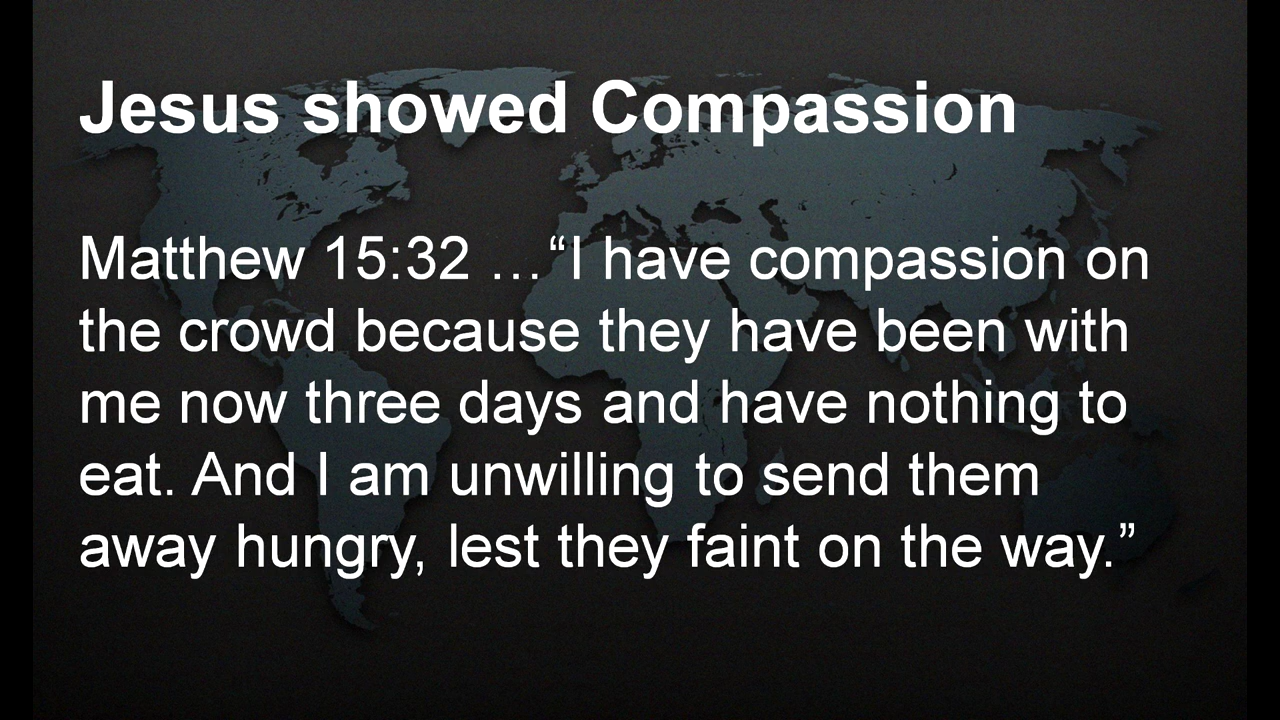 Jesus showed Compassion
Matthew 15:32 …“I have compassion on
the crowd because they have been with
me now three days and have nothing to
eat. And I am unwilling to send them
away hungry, lest they faint on the way.”